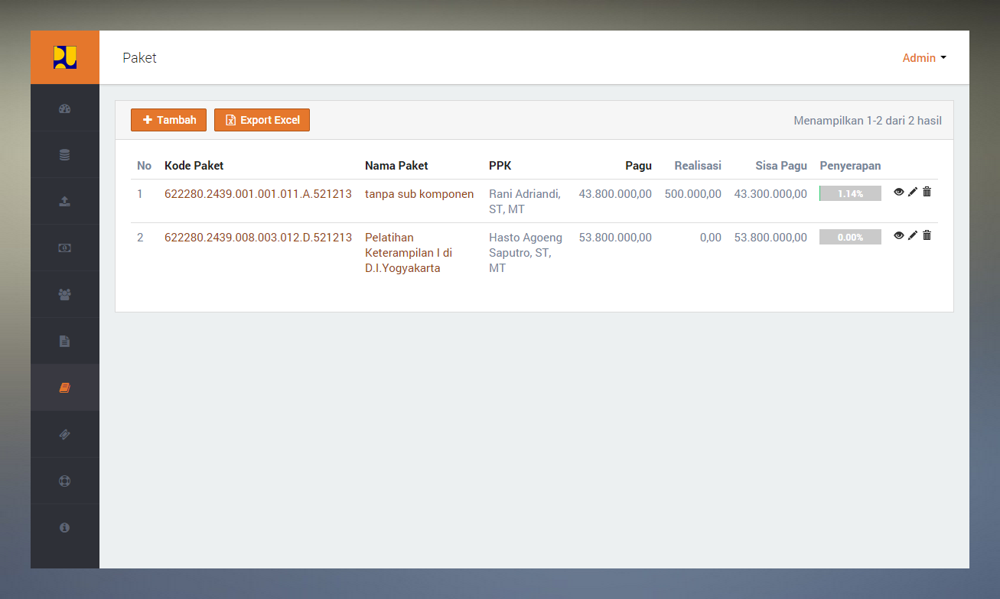 Paket
Admin
Tambah
Export Excel
Menampilkan 1-2 dari 2 hasil
No Kode Paket Nama Paket PPK Pagu Realisasi Sisa Pagu Penyerapan
1 622280.2439.001.001.011.A.521213 tanpa sub komponen Rani Adriandi, 43.800.000,00 500.000,00 43.300.000,00 1.14%
ST, MT
2 622280.2439.008.003.012.D.521213 Pelatihan Hasto Agoeng 53.800.000,00 0,00 53.800.000,00 0.00%
Keterampilan I di Saputro, ST,
D.I.Yogyakarta MT